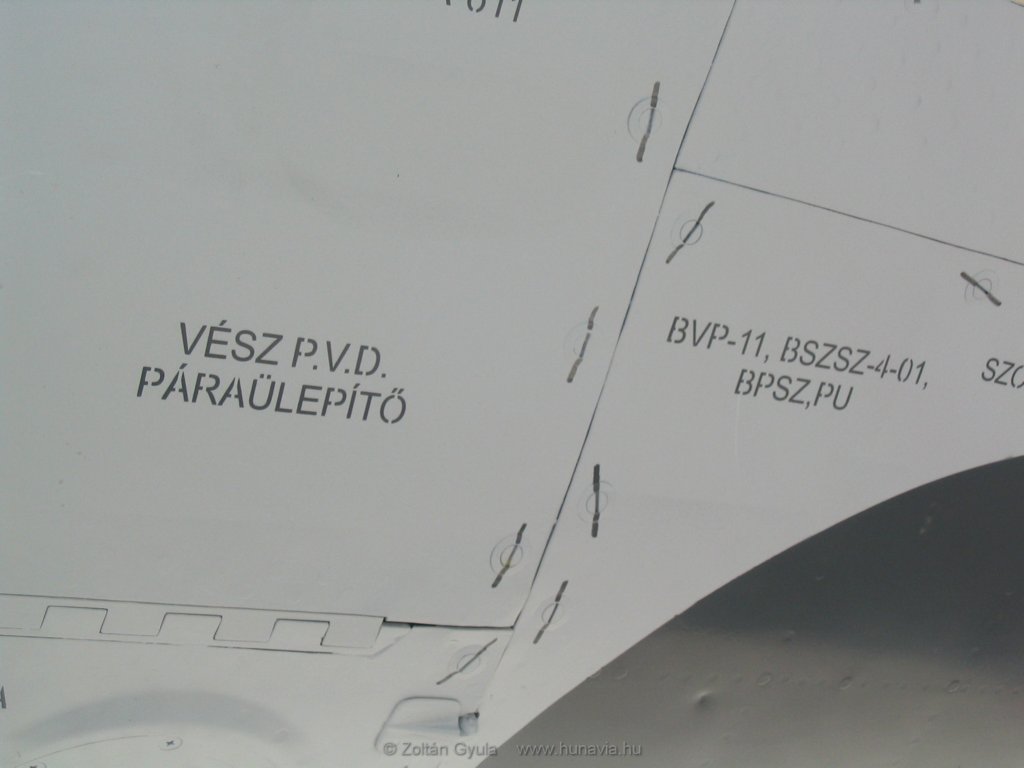 VÉSZ P.V.D.
PÁRAÜLEPÍTŐ
BVP-11, BSZSZ-4-01,
BPSZ,PU
© Zoltán Gyula www.hunavia.hu